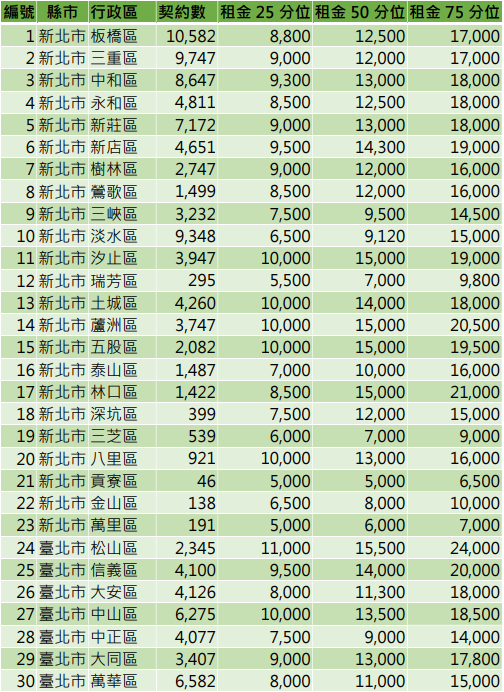 編號 縣市 行政區 契約數 租金 25 分位 租金 50 分位 租金 75 分位
1 新北市 板橋區 10,582 8,800 12,500 17,000
2 新北市 三重區 9,747 9,000 12,000 17,000
3 新北市 中和區 8,647 9,300 13,000 18,000
4 新北市 永和區 4,811 8,500 12,500 18,000
5 新北市 新莊區 7,172 9,000 13,000 18,000
6 新北市 新店區 4,651 9,500 14,300 19,000
7 新北市 樹林區 2,747 9,000 12,000 16,000
8 新北市 鶯歌區 1,499 8,500 12,000 16,000
9 新北市 三峽區 3,232 7,500 9,500 14,500
10 新北市 淡水區 9,348 6,500 9,120 15,000
11 新北市 汐止區 3,947 10,000 15,000 19,000
12 新北市 瑞芳區 295 5,500 7,000 9,800
13 新北市 土城區 4,260 10,000 14,000 18,000
14 新北市 蘆洲區 3,747 10,000 15,000 20,500
15 新北市 五股區 2,082 10,000 15,000 19,500
16 新北市 泰山區 1,487 7,000 10,000 16,000
17 新北市 林口區 1,422 8,500 15,000 21,000
18 新北市 深坑區 399 7,500 12,000 15,000
19 新北市 三芝區 539 6,000 7,000 9,000
20 新北市 八里區 921 10,000 13,000 16,000
21 新北市 貢寮區 46 5,000 5,000 6,500
22 新北市 金山區 138 6,500 8,000 10,000
23 新北市 萬里區 191 5,000 6,000 7,000
24 臺北市 松山區 2,345 11,000 15,500 24,000
25 臺北市 信義區 4,100 9,500 14,000 20,000
26 臺北市 大安區 4,126 8,000 11,300 18,000
27 臺北市 中山區 6,275 10,000 13,500 18,500
28 臺北市 中正區 4,077 7,500 9,000 14,000
29 臺北市 大同區 3,407 9,000 13,000 17,800
30 臺北市 萬華區 6,582 8,000 11,000 15,000